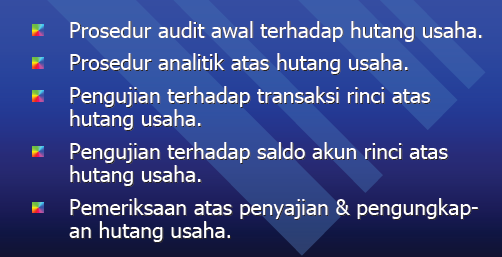 Prosedur audit awal terhadap hutang usaha.
Prosedur analitik atas hutang usaha.
Pengujian terhadap transaksi rinci atas
hutang usaha.
Pengujian terhadap saldo akun rinci atas
hutang usaha.
Pemeriksaan atas penyajian & pengungkap-
an hutang usaha.